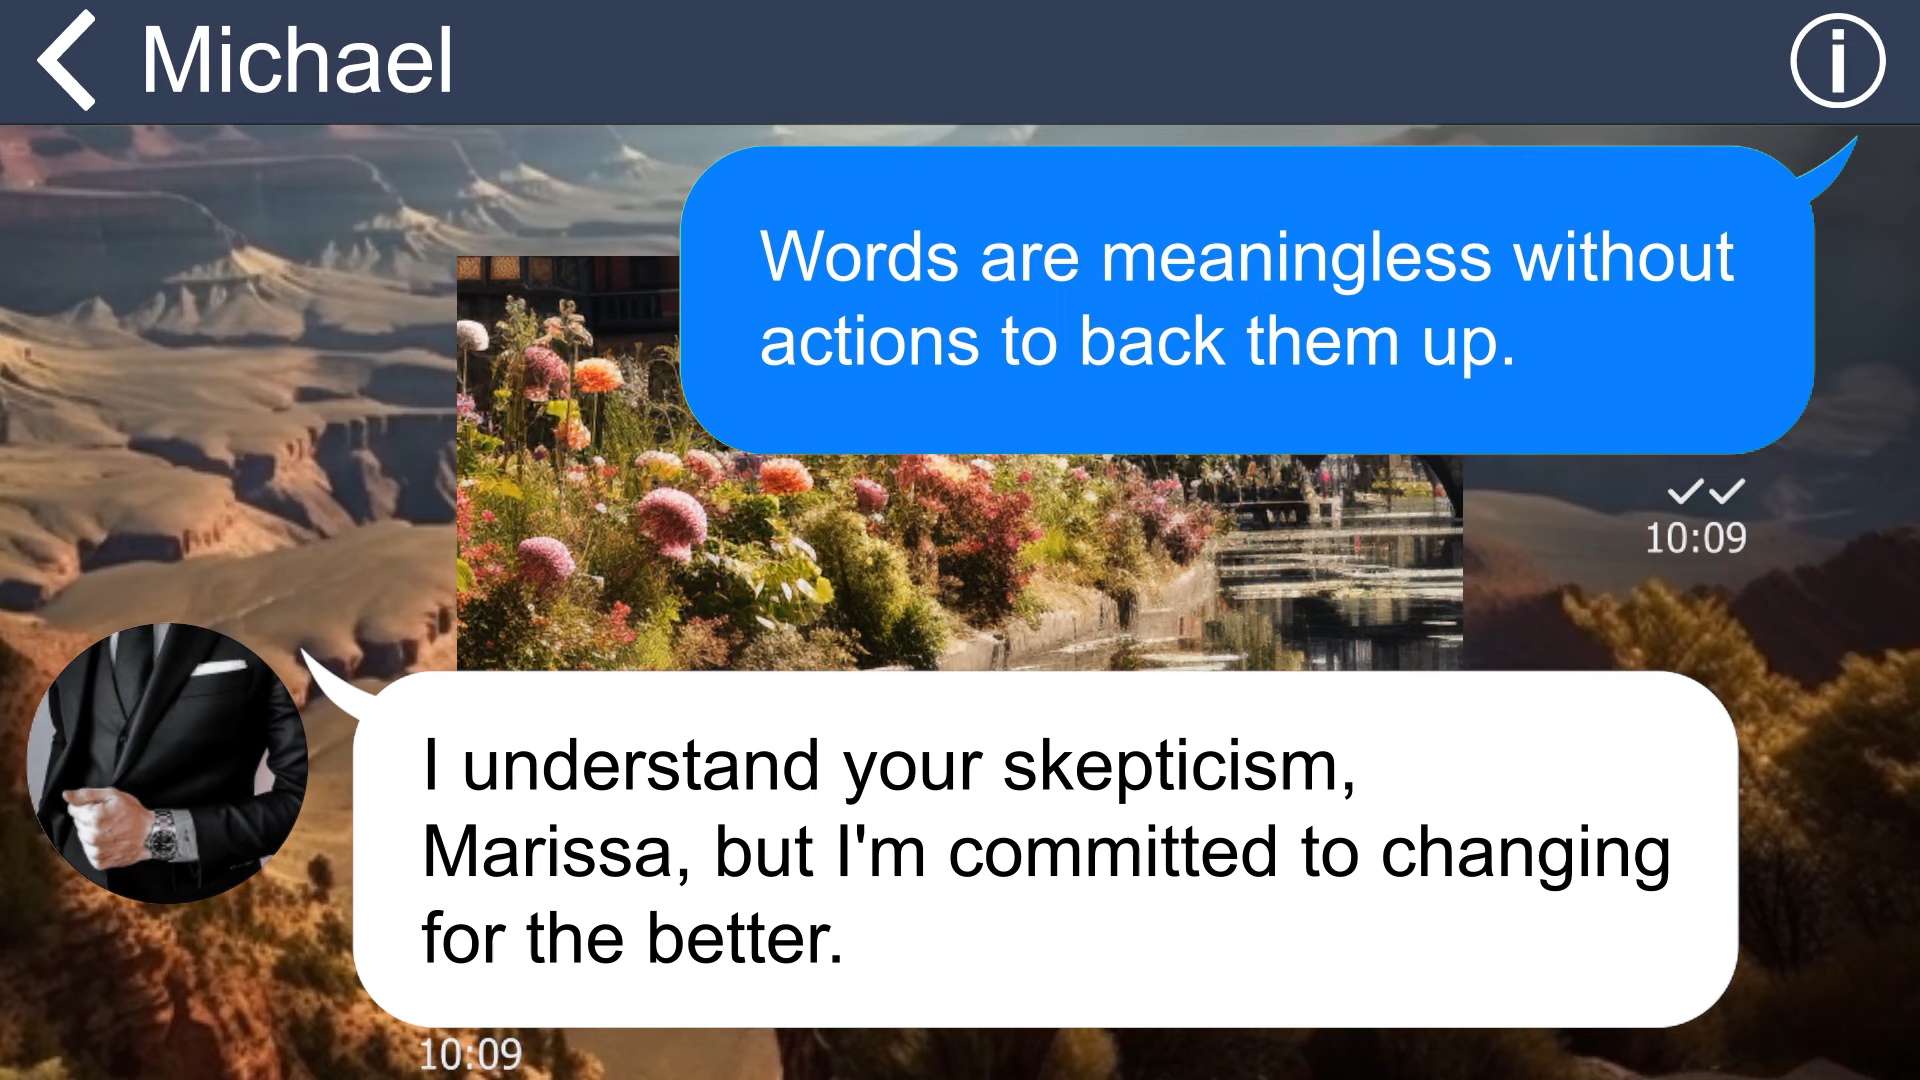 Michael
Words are meaningless without
actions to back them up.
10:09
I understand your skepticism,
Marissa, but I'm committed to changing
for the better.
10:09